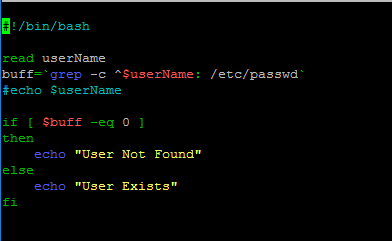 #!/bin/bash

read userName
buff=`grep -c ^$userName: /etc/passwd`
#echo $userName

if [ $buff -eq 0 ]
then
    echo "User Not Found"
else
    echo "User Exists"
fi